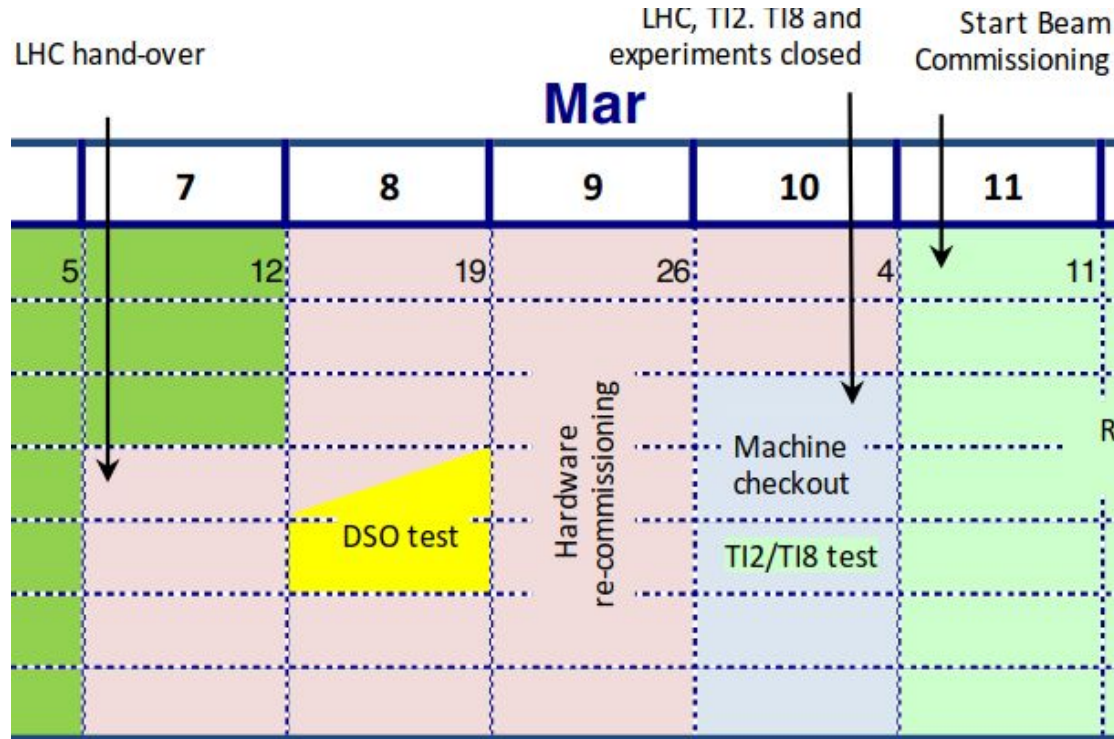 LHC hand-over
LHC, TI2. TI8 and
experiments closed
Start Beam
Commissioning
Mar
7 8 9 10 11
5 12 19 26 4 11
Hardware
re-commissioning
R
Machine
checkout
DSO test
TI2/TI8 test